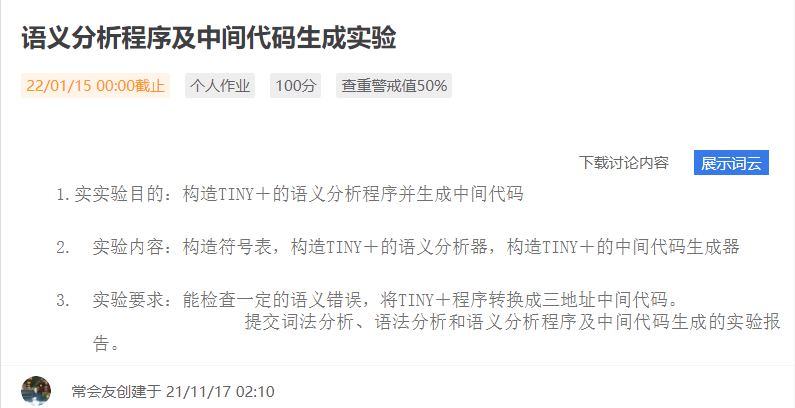 语义分析程序及中间代码生成实验
22/01/15 00:00截止 个人作业 100分 查重警戒值50%
下载讨论内容 展示词云
1.实实验目的：构造TINY＋的语义分析程序并生成中间代码
2. 实验内容：构造符号表，构造TINY＋的语义分析器，构造TINY＋的中间代码生成器
3. 实验要求：能检查一定的语义错误，将TINY＋程序转换成三地址中间代码。
提交词法分析、语法分析和语义分析程序及中间代码生成的实验报
告。
常会友创建于 21/11/17 02:10